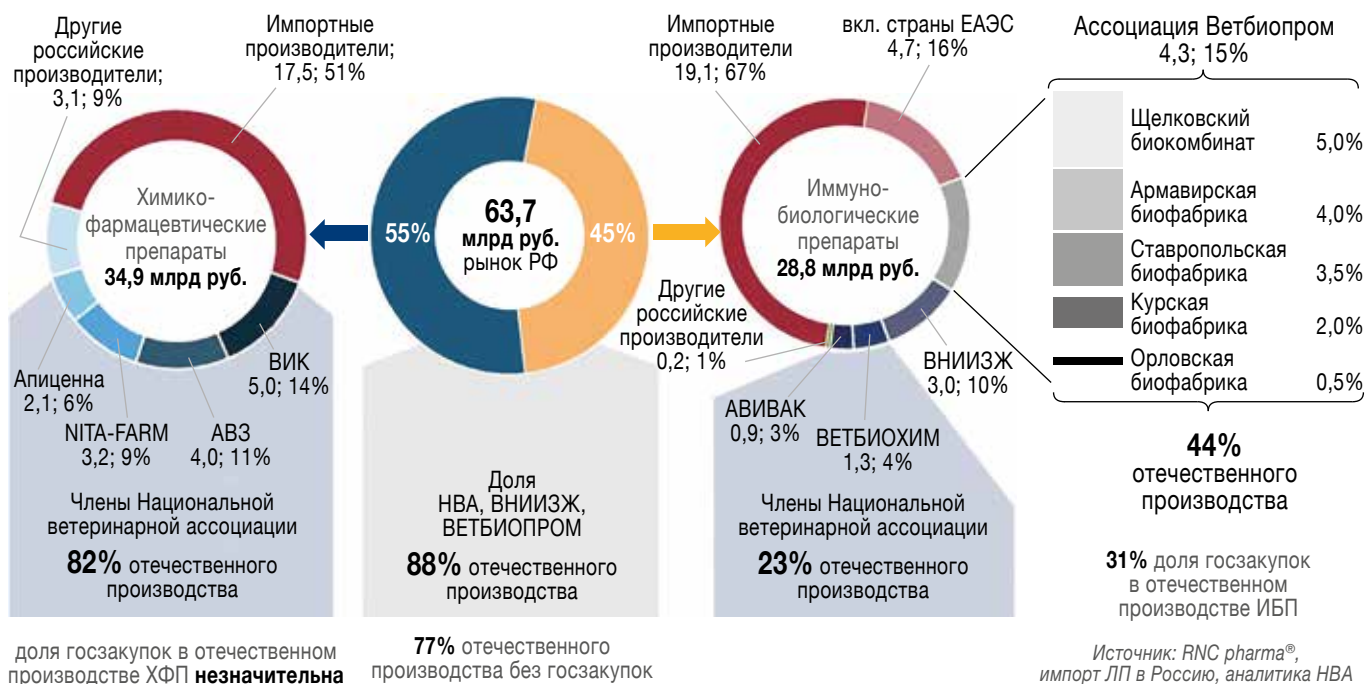 Другие
российские
производители;
3,1; 9%
Импортные
производители;
17,5; 51%
Химико-
фармацевтические
препараты
34,9 млрд руб.
Апиценна
2,1; 6%
NITA-FARM
3,2; 9%
АВЗ
4,0; 11%
ВИК
5,0; 14%
Члены Национальной
ветеринарной ассоциации
82% отечественного
производства
доля госзакупок в отечественном
производстве ХФП незначительна
55%
63,7
млрд руб.
рынок РФ
45%
Доля
НВА, ВНИИЗЖ,
ВЕТБИОПРОМ
88% отечественного
производства
77% отечественного
производства без госзакупок
Импортные
производители
19,1; 67%
вкл. страны ЕАЭС
4,7; 16%
Иммуно-
биологические
препараты
28,8 млрд руб.
Другие
российские
производители
0,2; 1%
АВИВАК
0,9; 3%
ВЕТБИОХИМ
1,3; 4%
ВНИИЗЖ
3,0; 10%
Члены Национальной
ветеринарной ассоциации
23% отечественного
производства
Ассоциация Ветбиопром
4,3; 15%
Щелковский
биокомбинат 5,0%
Армавирская
биофабрика 4,0%
Ставропольская
биофабрика 3,5%
Курская
биофабрика 2,0%
Орловская
биофабрика 0,5%
44%
отечественного
производства
31% доля госзакупок
в отечественном
производстве ИБП
Источник: RNC pharma®,
импорт ЛП в Россию, аналитика НВА